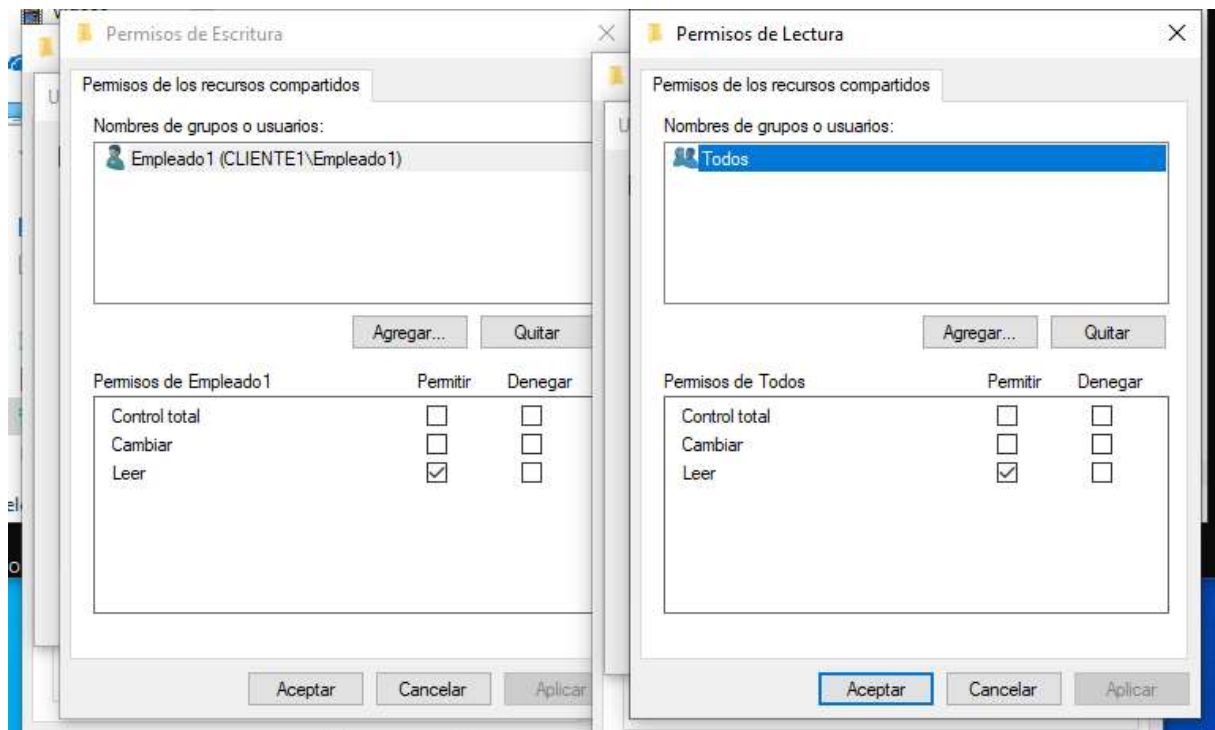 Permisos de Escritura
Permisos de los recursos compartidos
Nombres de grupos o usuarios:
Empleado1 (CLIENTE1\Empleado1)
Agregar...
Quitar
Permisos de Empleado1
Permitir
Denegar
Control total
Cambiar
Leer
Aceptar
Cancelar
Aplicar
Permisos de Lectura
Permisos de los recursos compartidos
Nombres de grupos o usuarios:
Todos
Agregar...
Quitar
Permisos de Todos
Permitir
Denegar
Control total
Cambiar
Leer
Aceptar
Cancelar
Aplicar